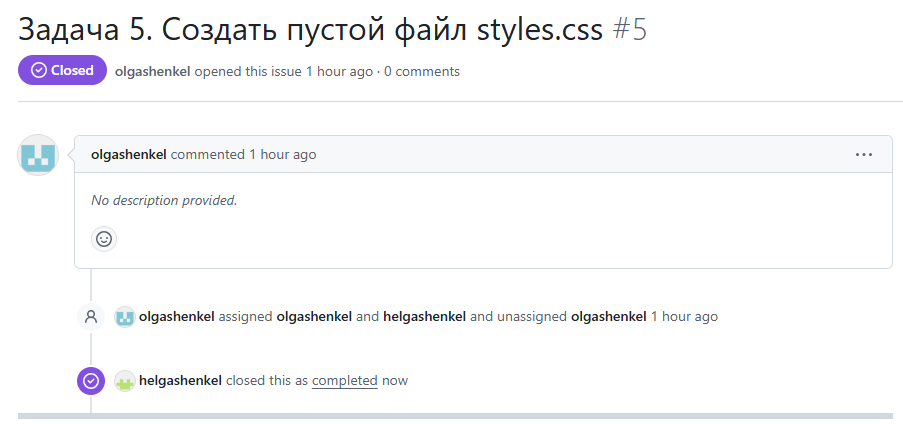 Задача 5. Создать пустой файл styles.css #5
Closed olgashenkel opened this issue 1 hour ago · 0 comments
olgashenkel commented 1 hour ago
No description provided.
olgashenkel assigned olgashenkel and helgashenkel and unassigned olgashenkel 1 hour ago
helgashenkel closed this as completed now